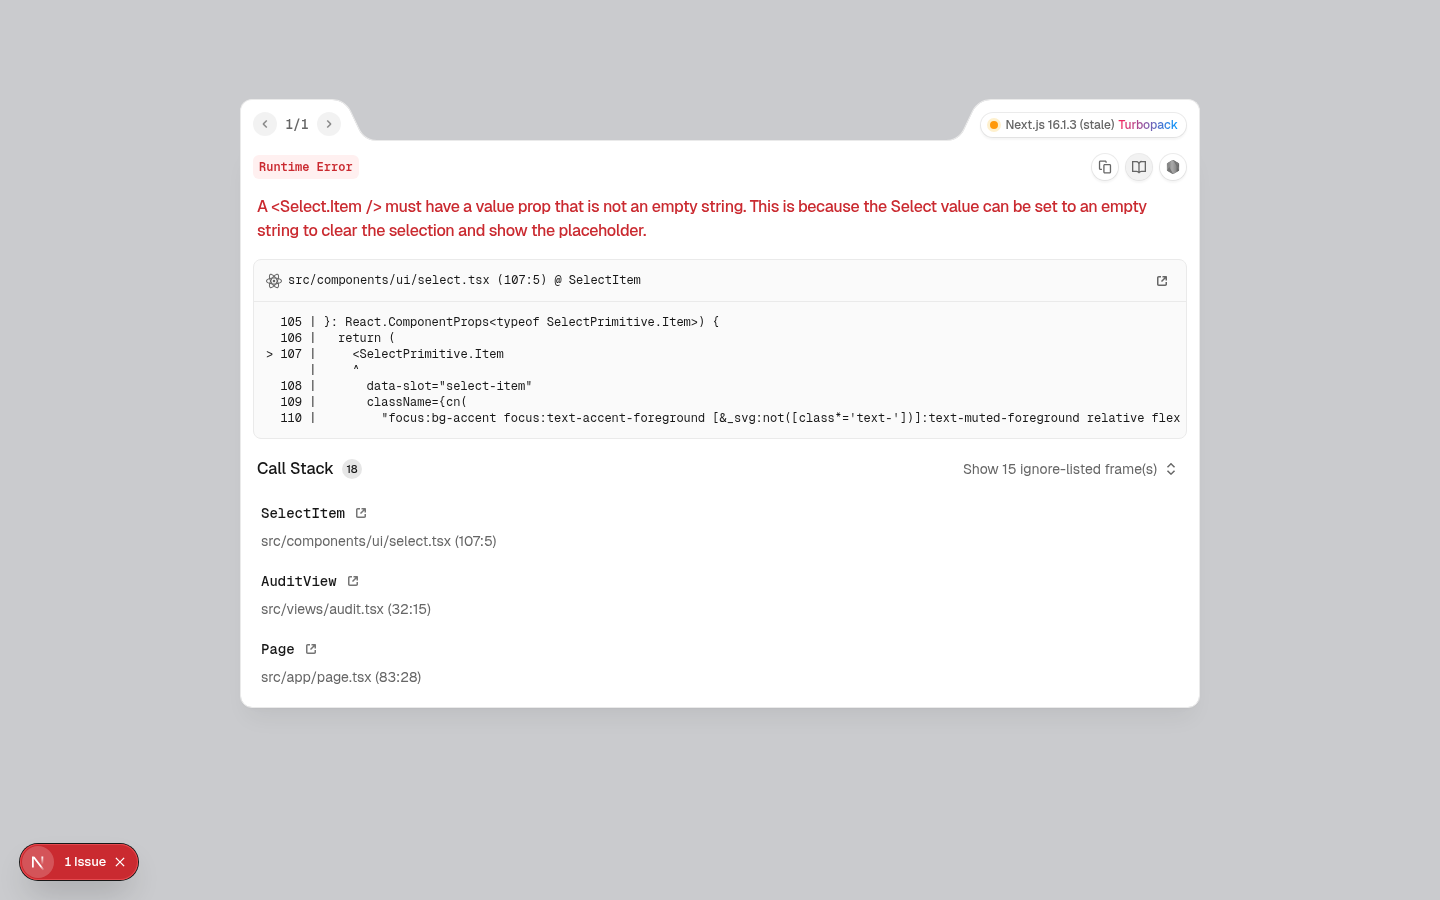 1/1
Next.js 16.1.3 (stale) Turbopack
Runtime Error
A <Select.Item /> must have a value prop that is not an empty string. This is because the Select value can be set to an empty
string to clear the selection and show the placeholder.
src/components/ui/select.tsx (107:5) @ SelectItem
105 | }: React.ComponentProps<typeof SelectPrimitive.Item>) {
106 |   return (
> 107 |     <SelectPrimitive.Item
|     ^
108 |       data-slot="select-item"
109 |       className={cn(
110 |         "focus:bg-accent focus:text-accent-foreground [&_svg:not([class*='text-'])]:text-muted-foreground relative flex
Call Stack 18
Show 15 ignore-listed frame(s)
SelectItem
src/components/ui/select.tsx (107:5)
AuditView
src/views/audit.tsx (32:15)
Page
src/app/page.tsx (83:28)
1 Issue